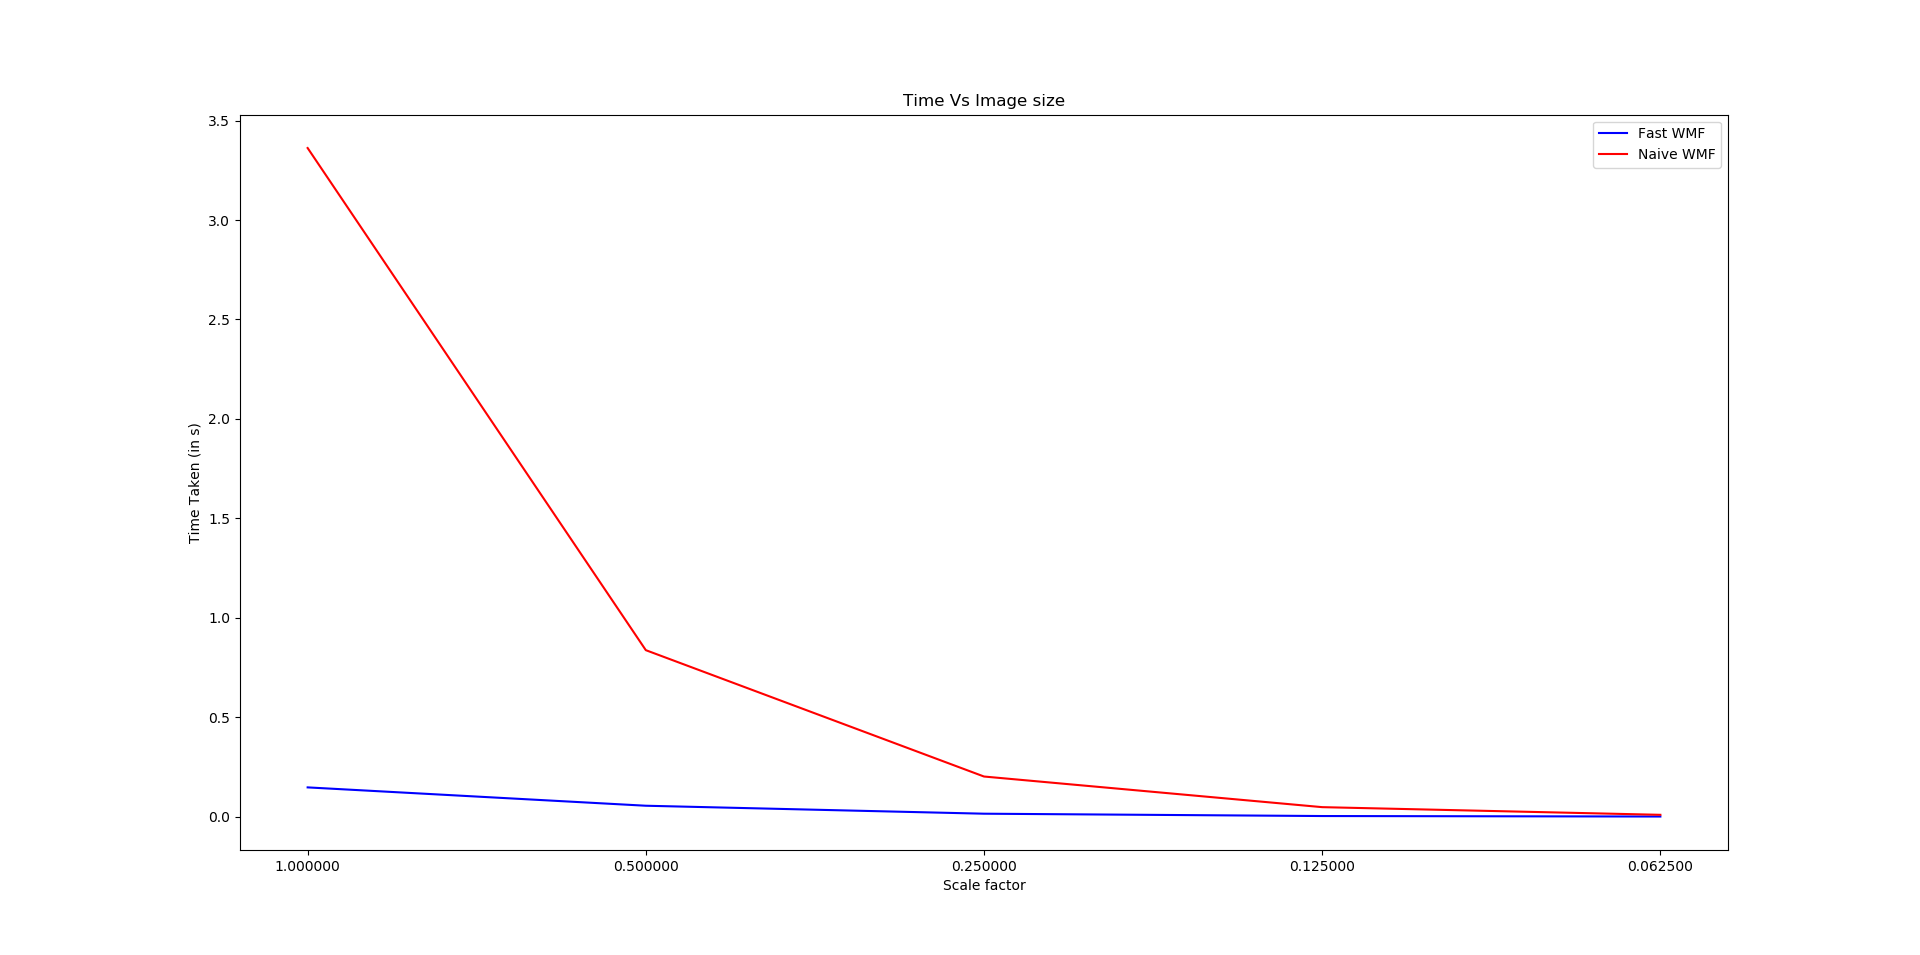 Time Vs Image size
Fast WMF
Naive WMF
3.5
3.0
2.5
2.0
1.5
1.0
0.5
0.0
Time Taken (in s)
1.000000 0.500000 0.250000 0.125000 0.062500
Scale factor